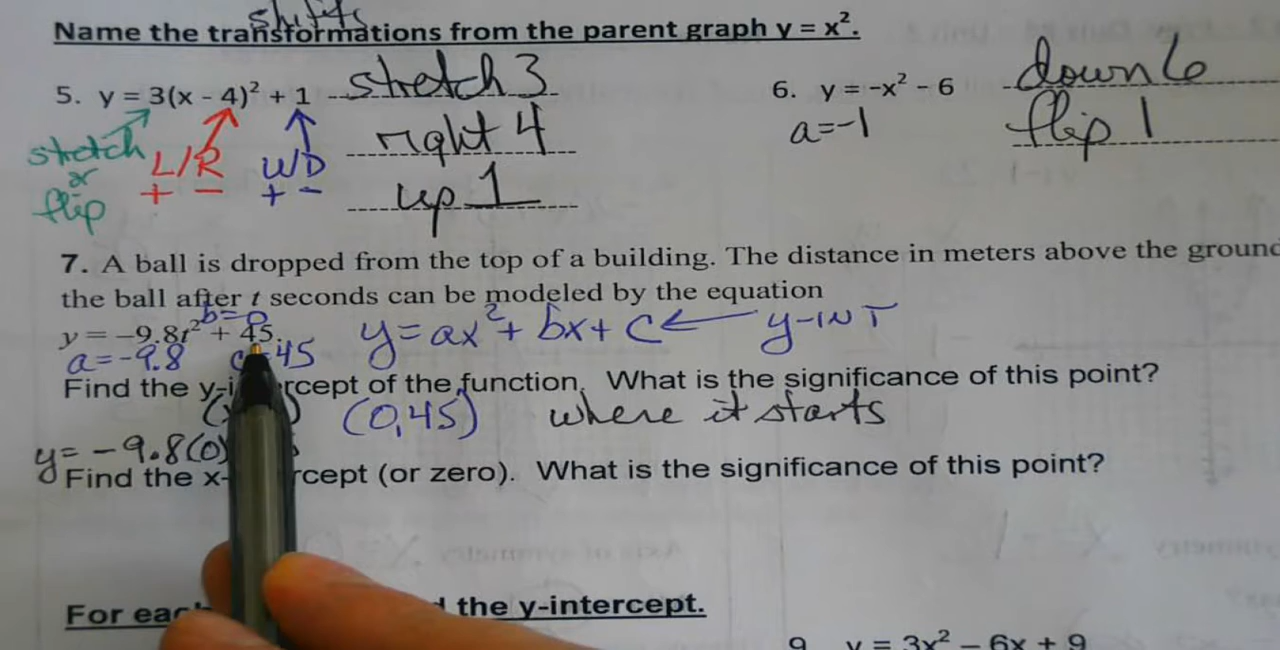 shifts
Name the transformations from the parent graph y = x².
5. y = 3(x - 4)² + 1 stretch 3
6. y = -x² - 6 down 6
a=-1 flip 1
right 4
stretch or flip
L/R
+ -
U/D
+ -
up 1
7. A ball is dropped from the top of a building. The distance in meters above the ground
the ball after t seconds can be modeled by the equation
b=0
y = -9.8t² + 45. y=ax²+bx+c ← y-INT
a=-9.8 c=45
Find the y-i rcept of the function. What is the significance of this point?
(0,45) where it starts
y= -9.8(0)
Find the x- rcept (or zero). What is the significance of this point?
For eac the y-intercept.
9. y = 3x² - 6x + 9